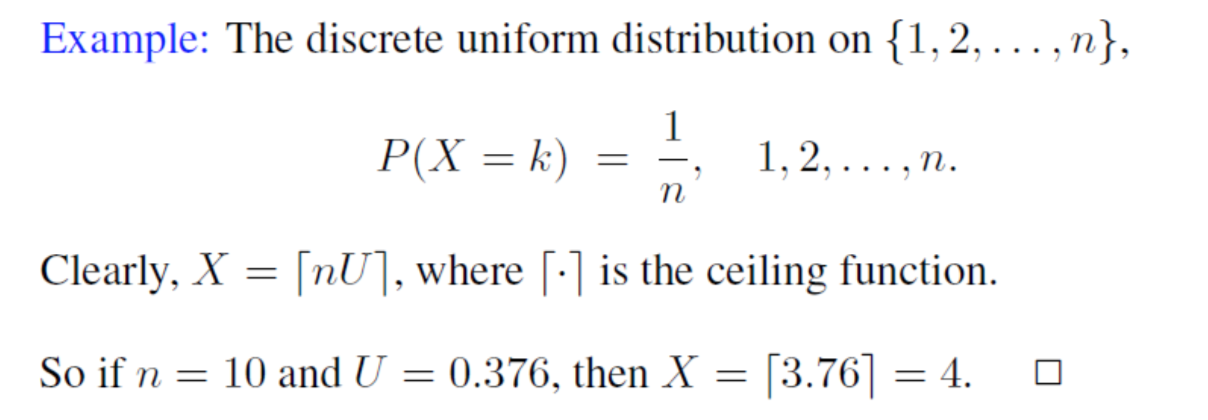 Example: The discrete uniform distribution on {1, 2, . . . , n},
P(X = k) = 1/n, 1, 2, . . . , n.
Clearly, X = ⌈nU⌉, where ⌈·⌉ is the ceiling function.
So if n = 10 and U = 0.376, then X = ⌈3.76⌉ = 4. □